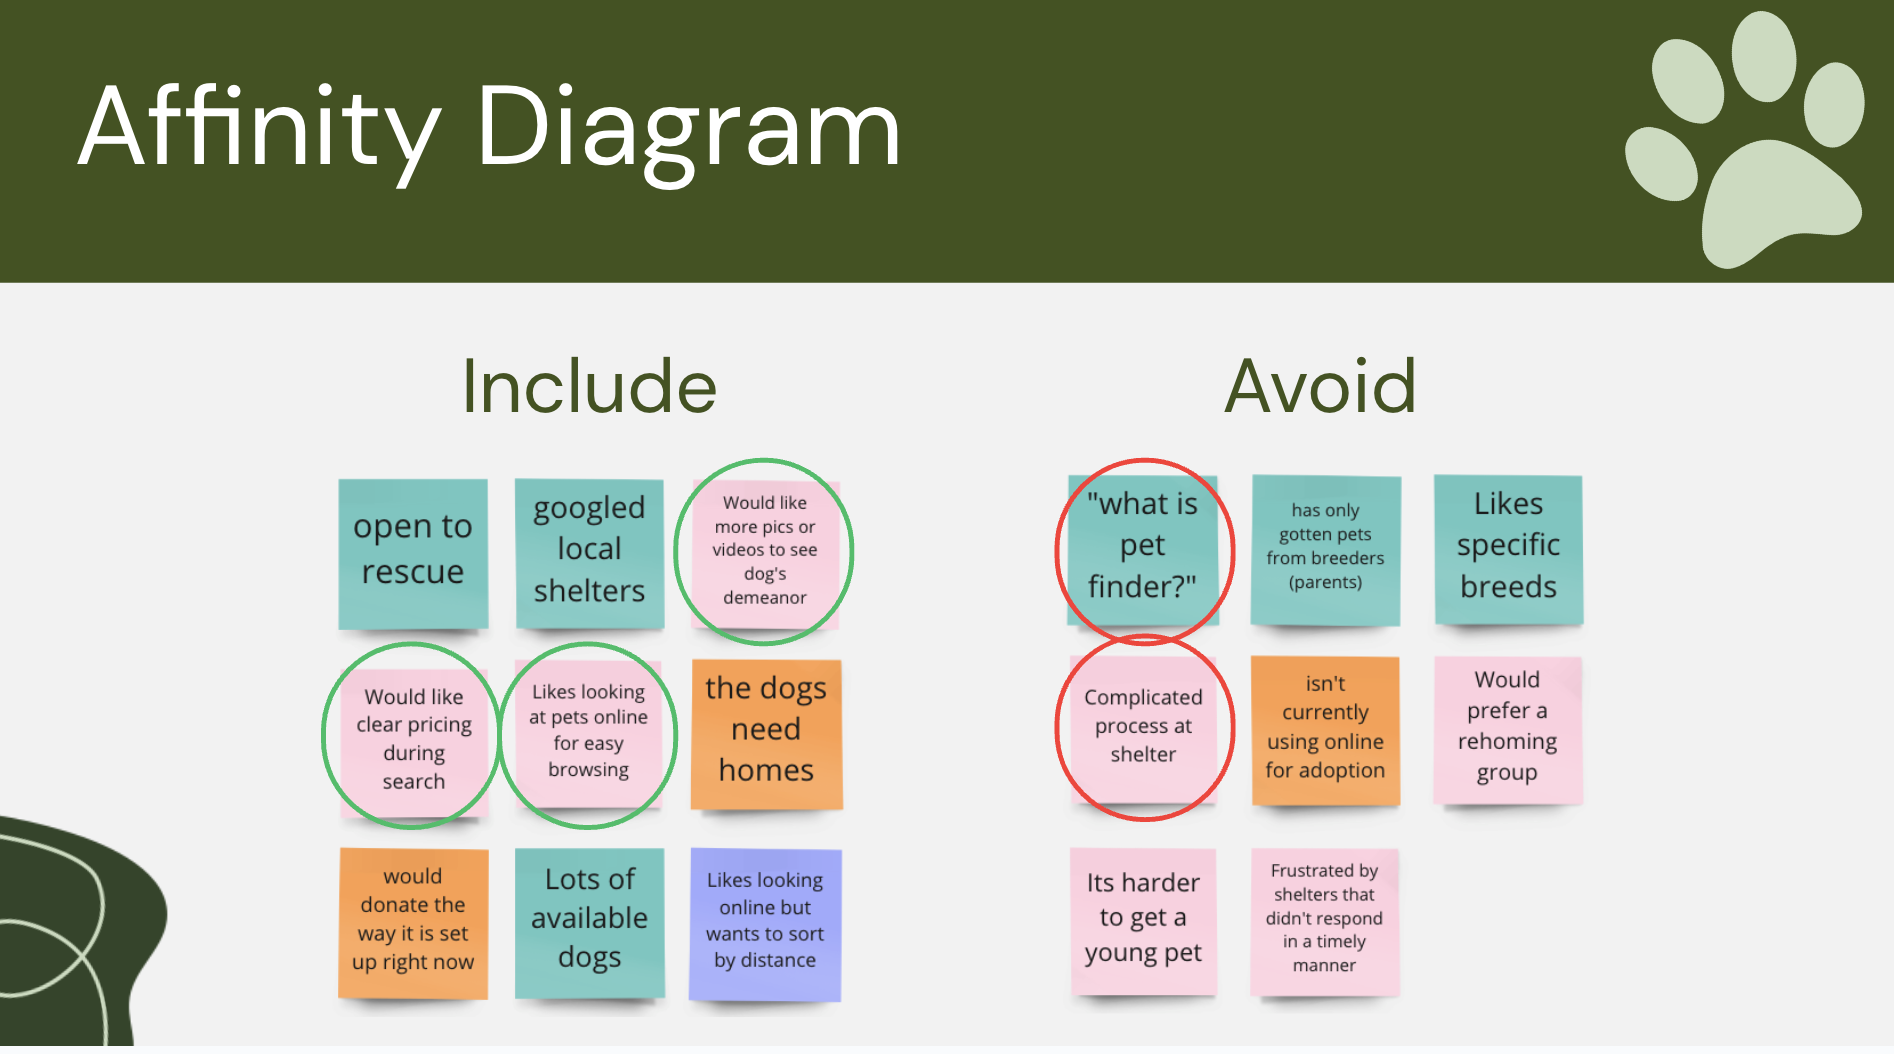 Affinity Diagram
Include
Avoid
open to
rescue
googled
local
shelters
Would like
more pics or
videos to see
dog's
demeanor
Would like
clear pricing
during
search
Likes looking
at pets online
for easy
browsing
the dogs
need
homes
would
donate the
way it is set
up right now
Lots of
available
dogs
Likes looking
online but
wants to sort
by distance
"what is
pet
finder?"
has only
gotten pets
from breeders
(parents)
Likes
specific
breeds
Complicated
process at
shelter
isn't
currently
using online
for adoption
Would
prefer a
rehoming
group
Its harder
to get a
young pet
Frustrated by
shelters that
didn't respond
in a timely
manner